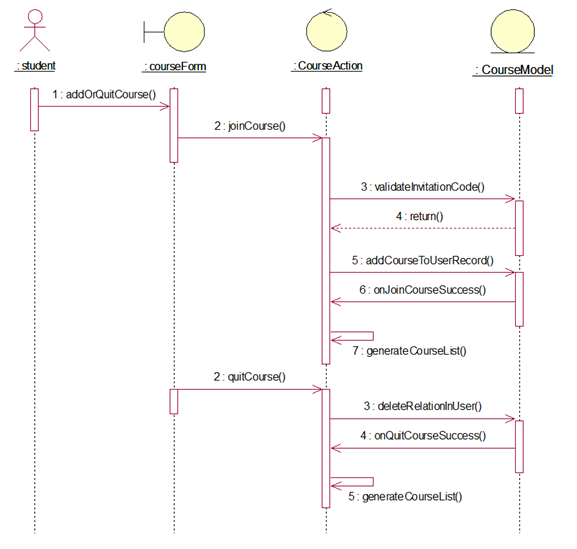 : student
: courseForm
: CourseAction
: CourseModel
1 : addOrQuitCourse()
2 : joinCourse()
3 : validateInvitationCode()
4 : return()
5 : addCourseToUserRecord()
6 : onJoinCourseSuccess()
7 : generateCourseList()
2 : quitCourse()
3 : deleteRelationInUser()
4 : onQuitCourseSuccess()
5 : generateCourseList()